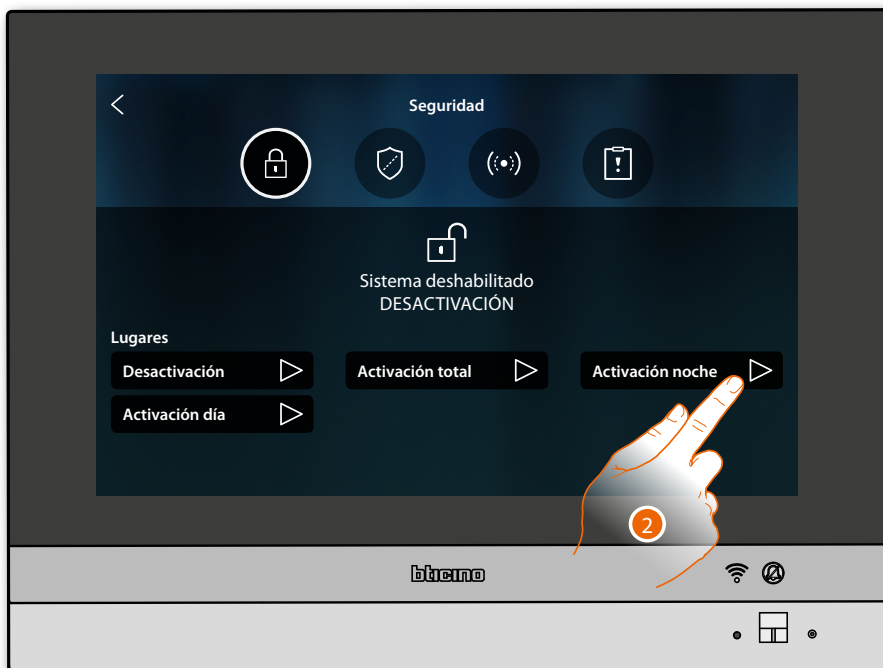 Seguridad
Sistema deshabilitado
DESACTIVACIÓN
Lugares
Desactivación
Activación total
Activación noche
Activación día
2
bticino